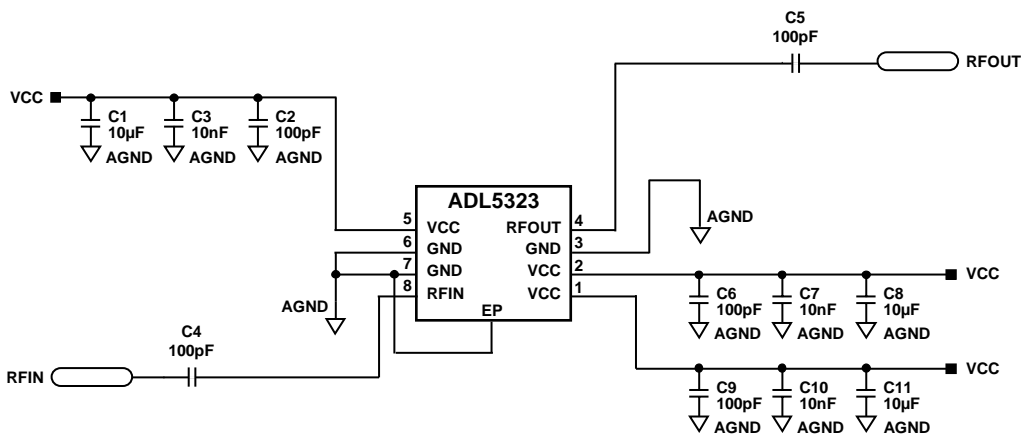 C5
100pF
RFOUT
VCC
C1
10µF
AGND
C3
10nF
AGND
C2
100pF
AGND
ADL5323
5
VCC
6
GND
7
GND
8
RFIN
RFOUT
4
GND
3
VCC
2
VCC
1
EP
AGND
AGND
C4
100pF
RFIN
C6
100pF
AGND
C7
10nF
AGND
C8
10µF
AGND
VCC
C9
100pF
AGND
C10
10nF
AGND
C11
10µF
AGND
VCC